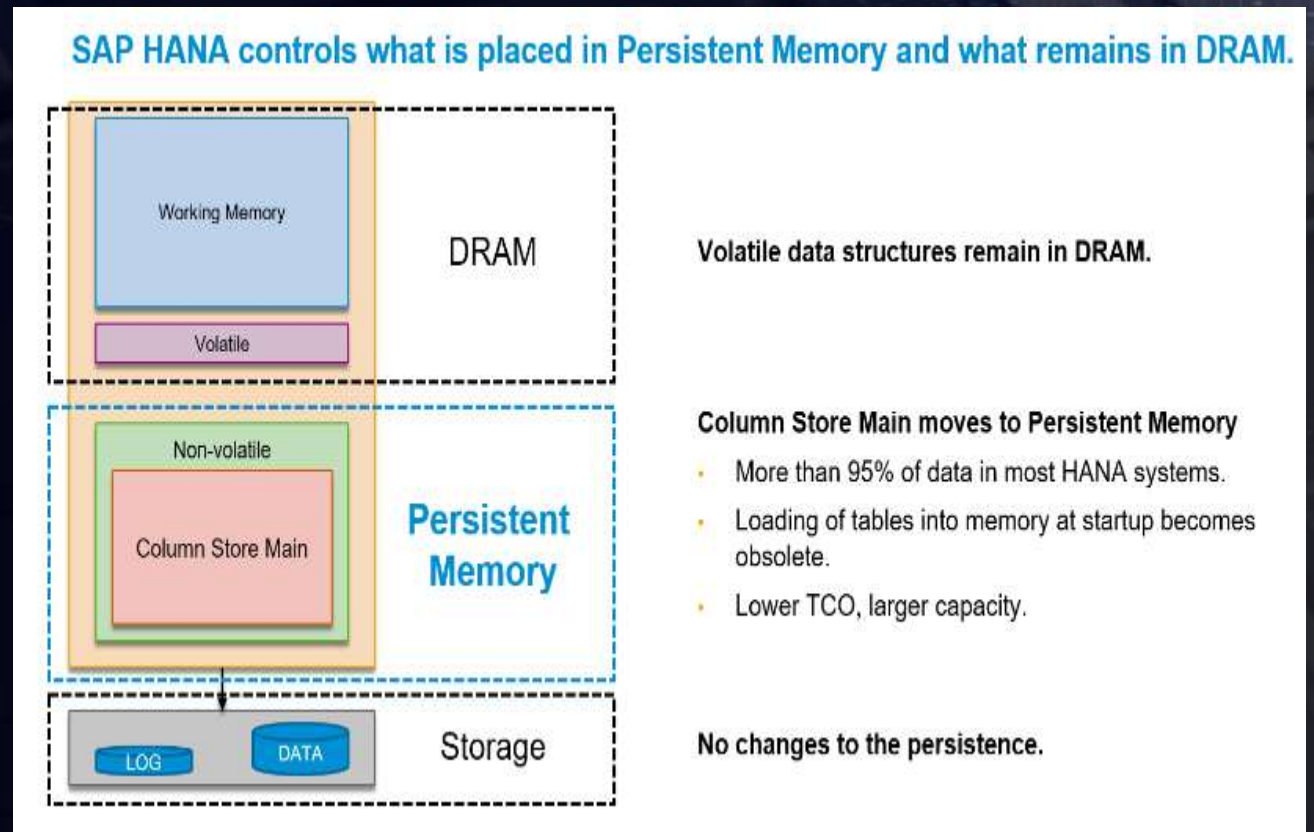 SAP HANA controls what is placed in Persistent Memory and what remains in DRAM.
Working Memory
Volatile
DRAM
Volatile data structures remain in DRAM.
Non-volatile
Column Store Main
Persistent
Memory
Column Store Main moves to Persistent Memory
• More than 95% of data in most HANA systems.
• Loading of tables into memory at startup becomes
obsolete.
• Lower TCO, larger capacity.
LOG
DATA
Storage
No changes to the persistence.